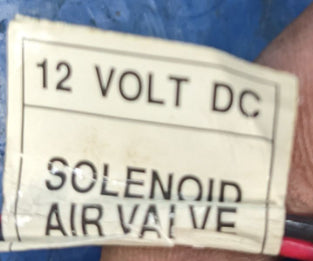 12 VOLT DC
SOLENOID
AIR VALVE